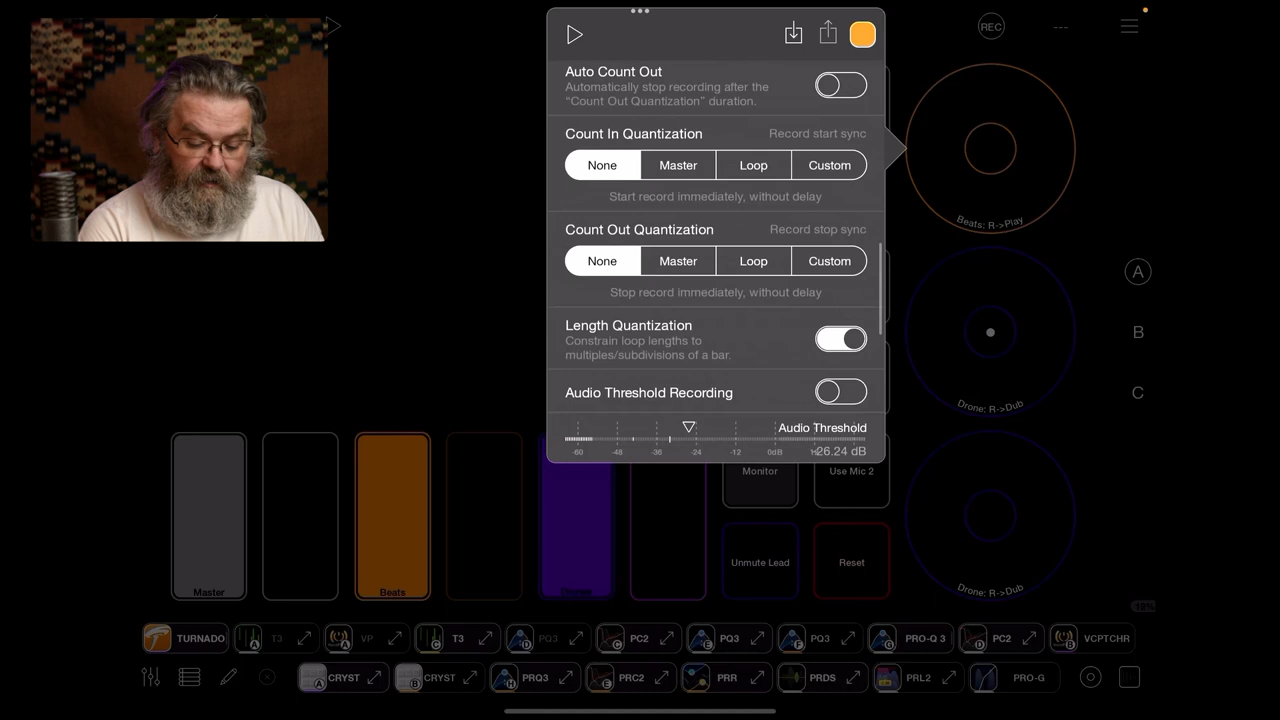 REC
---
Auto Count Out
Automatically stop recording after the
“Count Out Quantization” duration.
Count In Quantization
Record start sync
None
Master
Loop
Custom
Start record immediately, without delay
Count Out Quantization
Record stop sync
None
Master
Loop
Custom
Stop record immediately, without delay
Length Quantization
Constrain loop lengths to
multiples/subdivisions of a bar.
Audio Threshold Recording
Audio Threshold
-60
-48
-36
-24
-12
0dB
-26.24 dB
Beats: R->Play
A
B
C
Drone: R->Dub
Drone: R->Dub
Monitor
Use Mic 2
Unmute Lead
Reset
Master
Beats
18%
TURNADO
A
T3
A
VP
C
T3
D
PQ3
C
PC2
E
PQ3
F
PQ3
G
PRO-Q 3
D
PC2
B
VCPTCHR
A
CRYST
B
CRYST
H
PRQ3
E
PRC2
PRR
PRDS
PRL2
PRO-G